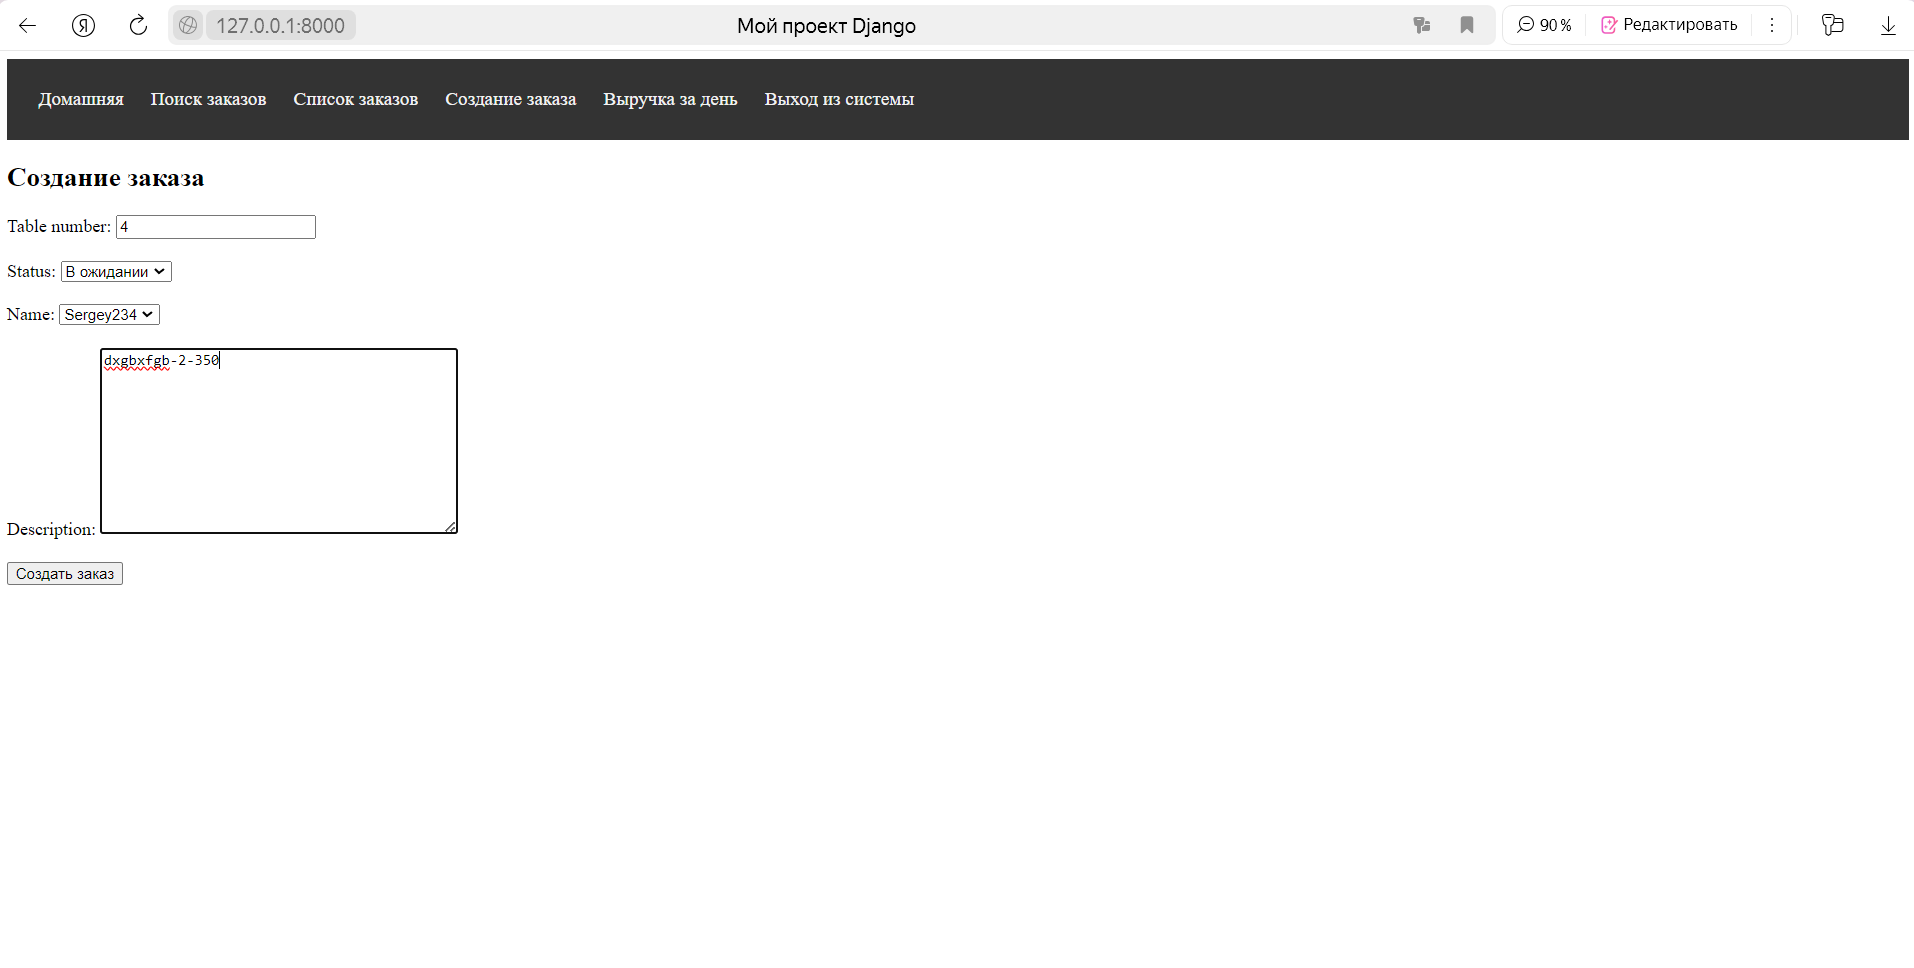 127.0.0.1:8000 Мой проект Django 90 % Редактировать
Домашняя Поиск заказов Список заказов Создание заказа Выручка за день Выход из системы
Создание заказа
Table number: 4
Status: В ожидании
Name: Sergey234
dxgbxfgb-2-350
Description:
Создать заказ